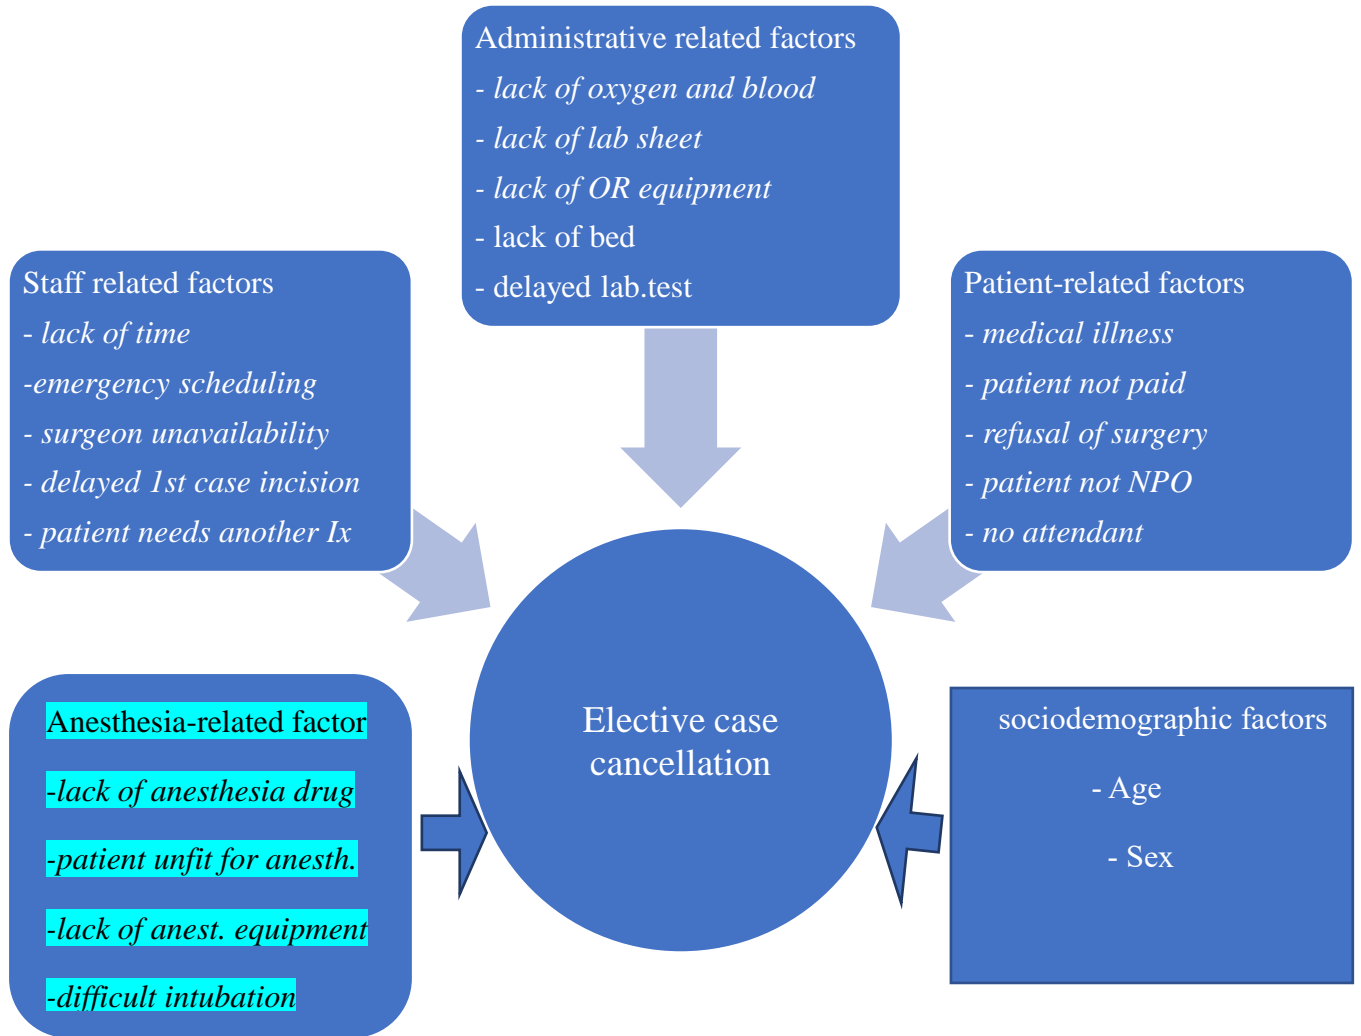 Administrative related factors
- lack of oxygen and blood
- lack of lab sheet
- lack of OR equipment
- lack of bed
- delayed lab.test
Staff related factors
- lack of time
-emergency scheduling
- surgeon unavailability
- delayed 1st case incision
- patient needs another Ix
Patient-related factors
- medical illness
- patient not paid
- refusal of surgery
- patient not NPO
- no attendant
Elective case
cancellation
Anesthesia-related factor
-lack of anesthesia drug
-patient unfit for anesth.
-lack of anest. equipment
-difficult intubation
sociodemographic factors
- Age
- Sex